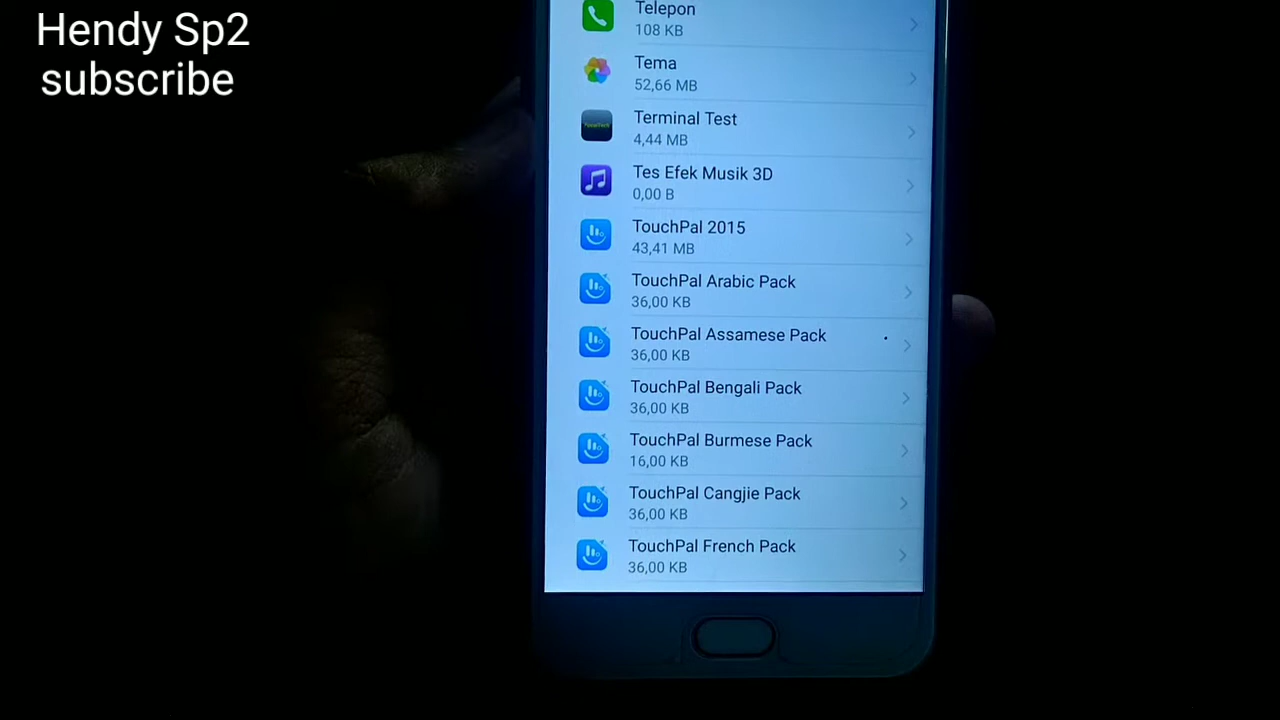 Hendy Sp2
subscribe
Telepon
108 KB
Tema
52,66 MB
Terminal Test
4,44 MB
Tes Efek Musik 3D
0,00 B
TouchPal 2015
43,41 MB
TouchPal Arabic Pack
36,00 KB
TouchPal Assamese Pack
36,00 KB
TouchPal Bengali Pack
36,00 KB
TouchPal Burmese Pack
16,00 KB
TouchPal Cangjie Pack
36,00 KB
TouchPal French Pack
36,00 KB